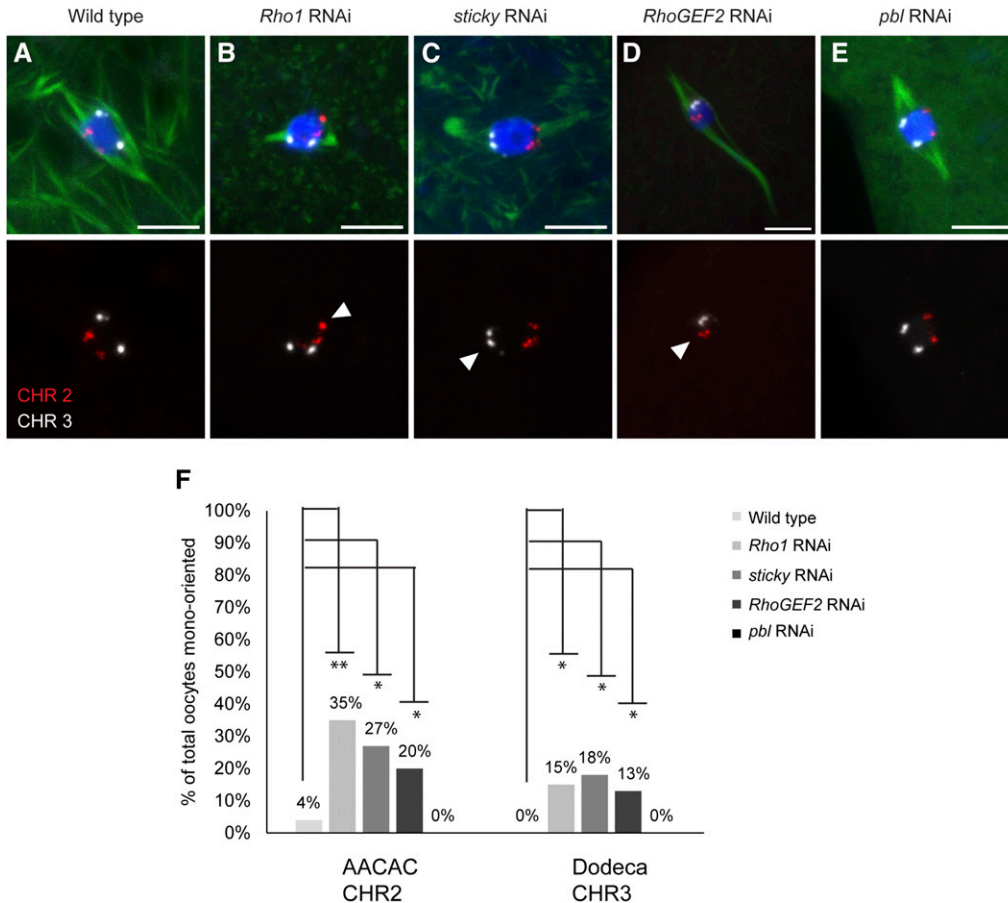 Wild type
Rho1 RNAi
sticky RNAi
RhoGEF2 RNAi
pbl RNAi
A
B
C
D
E
CHR 2
CHR 3
F
% of total oocytes mono-oriented
100%
90%
80%
70%
60%
50%
40%
30%
20%
10%
0%
**
*
*
4%
35%
27%
20%
0%
*
*
*
0%
15%
18%
13%
0%
AACAC
CHR2
Dodeca
CHR3
Wild type
Rho1 RNAi
sticky RNAi
RhoGEF2 RNAi
pbl RNAi